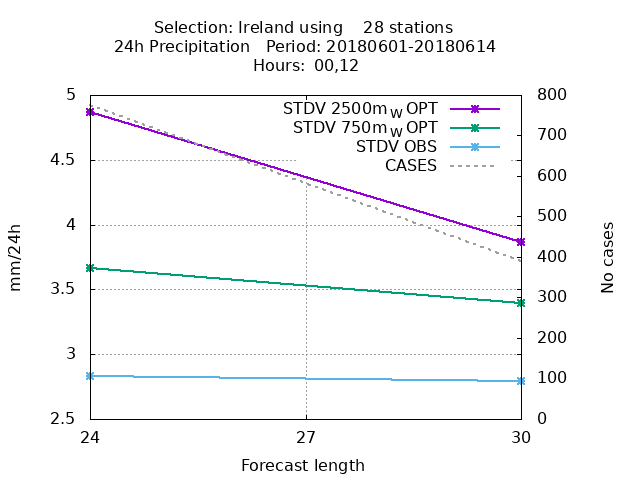 Selection: Ireland using    28 stations
24h Precipitation   Period: 20180601-20180614
Hours: 00,12
STDV 2500m_W OPT
STDV 750m_W OPT
STDV OBS
CASES
5
4.5
4
3.5
3
2.5
mm/24h
800
700
600
500
400
300
200
100
0
No cases
24
27
30
Forecast length